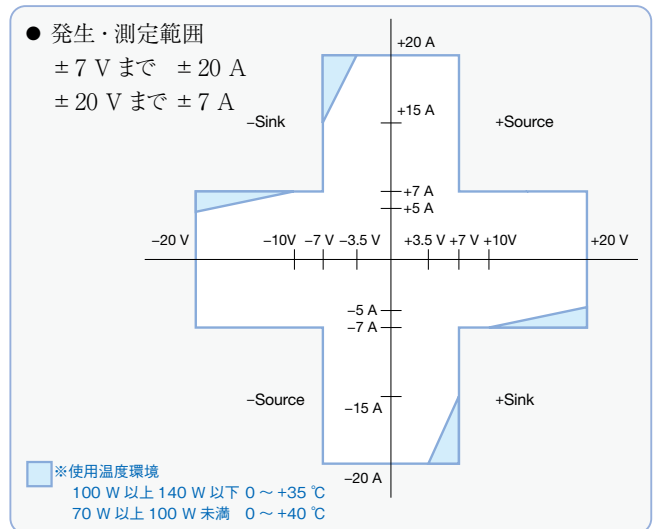 ● 発生・測定範囲
±7 V まで ±20 A
±20 V まで ±7 A
+20 A
+15 A
−Sink
+Source
+7 A
+5 A
−20 V
−10V
−7 V
−3.5 V
+3.5 V
+7 V
+10V
+20 V
−5 A
−7 A
−Source
−15 A
+Sink
−20 A
※使用温度環境
100 W 以上 140 W 以下 0 ～ +35 ℃
70 W 以上 100 W 未満 0 ～ +40 ℃